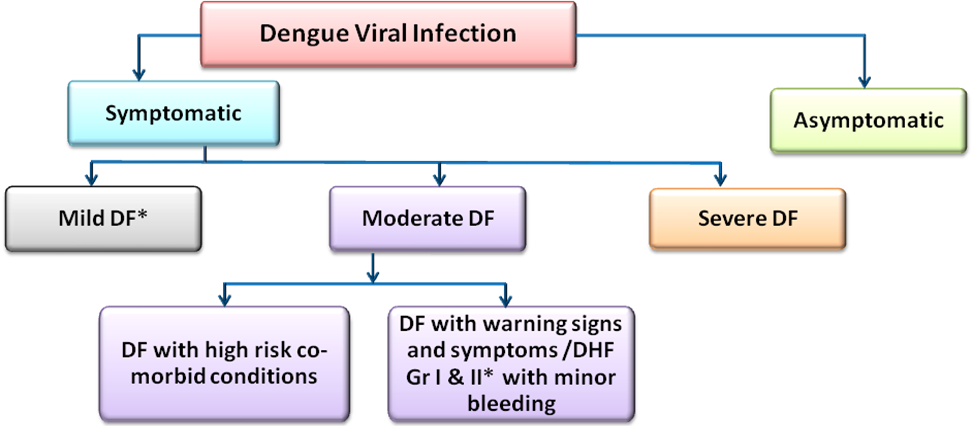 Dengue Viral Infection
Symptomatic
Asymptomatic
Mild DF*
Moderate DF
Severe DF
DF with high risk co-
morbid conditions
DF with warning signs
and symptoms /DHF
Gr I & II* with minor
bleeding